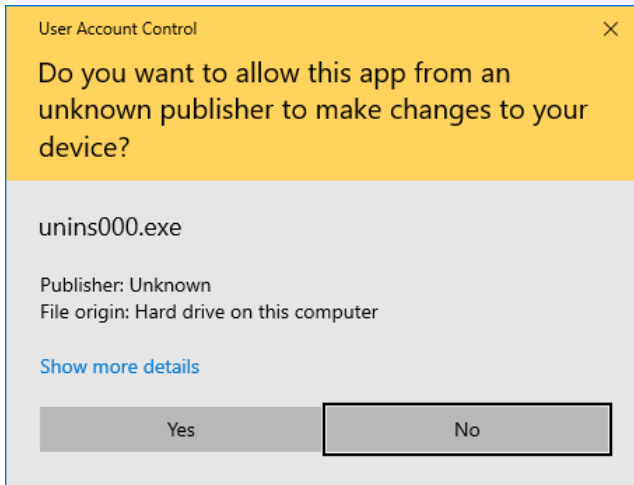 User Account Control
Do you want to allow this app from an
unknown publisher to make changes to your
device?
unins000.exe
Publisher: Unknown
File origin: Hard drive on this computer
Show more details
Yes
No